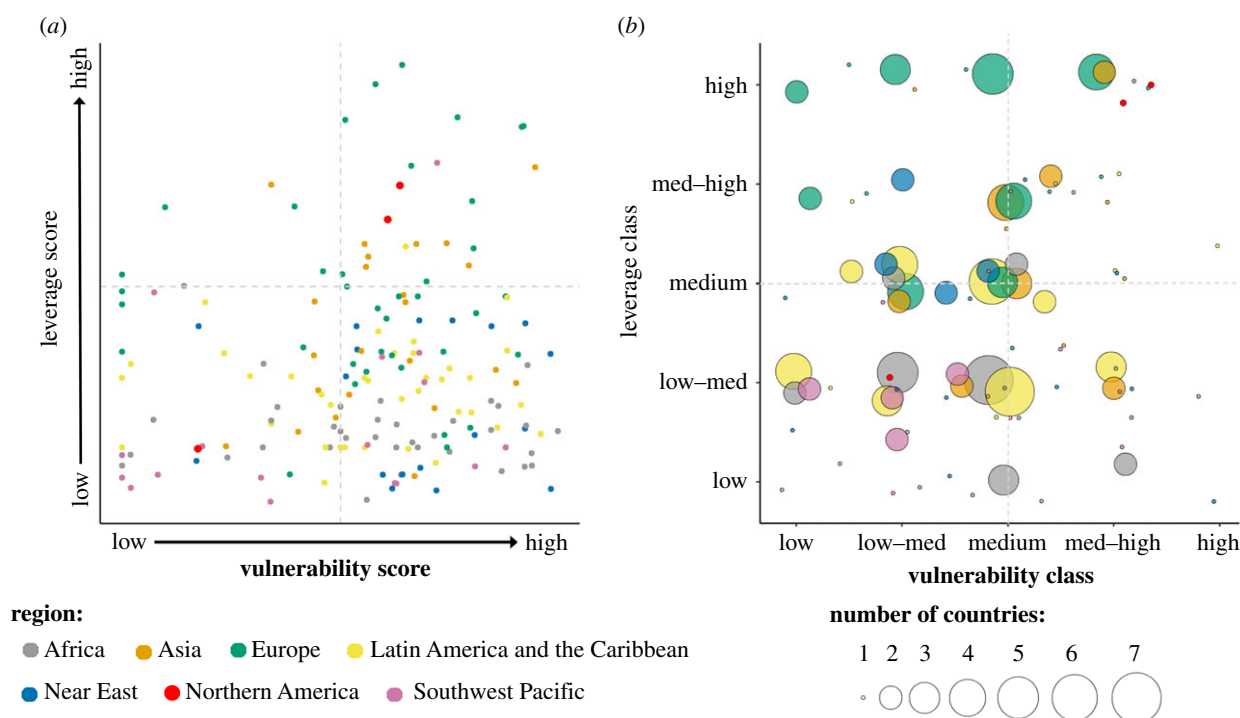 (a)
high
leverage score
low
low
high
vulnerability score
(b)
high
med–high
medium
low–med
low
leverage class
low low–med medium med–high high
vulnerability class
region:
Africa Asia Europe Latin America and the Caribbean
Near East Northern America Southwest Pacific
number of countries:
1 2 3 4 5 6 7